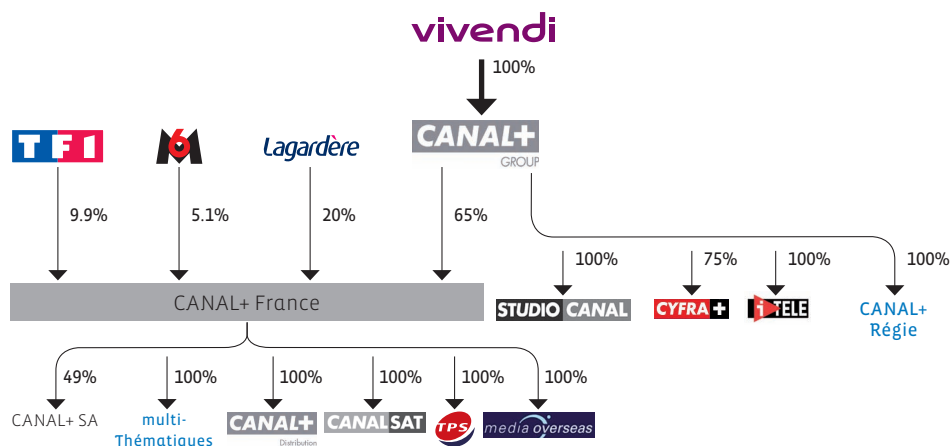 vivendi
100%
TF1
M6
Lagardère
CANAL+
GROUP
9.9%
5.1%
20%
65%
100%
75%
100%
100%
CANAL+ France
STUDIO CANAL
CYFRA+
i>TELE
CANAL+
Régie
49%
100%
100%
100%
100%
100%
CANAL+ SA
multi-
Thématiques
CANAL+
Distribution
CANALSAT
TPS
media overseas